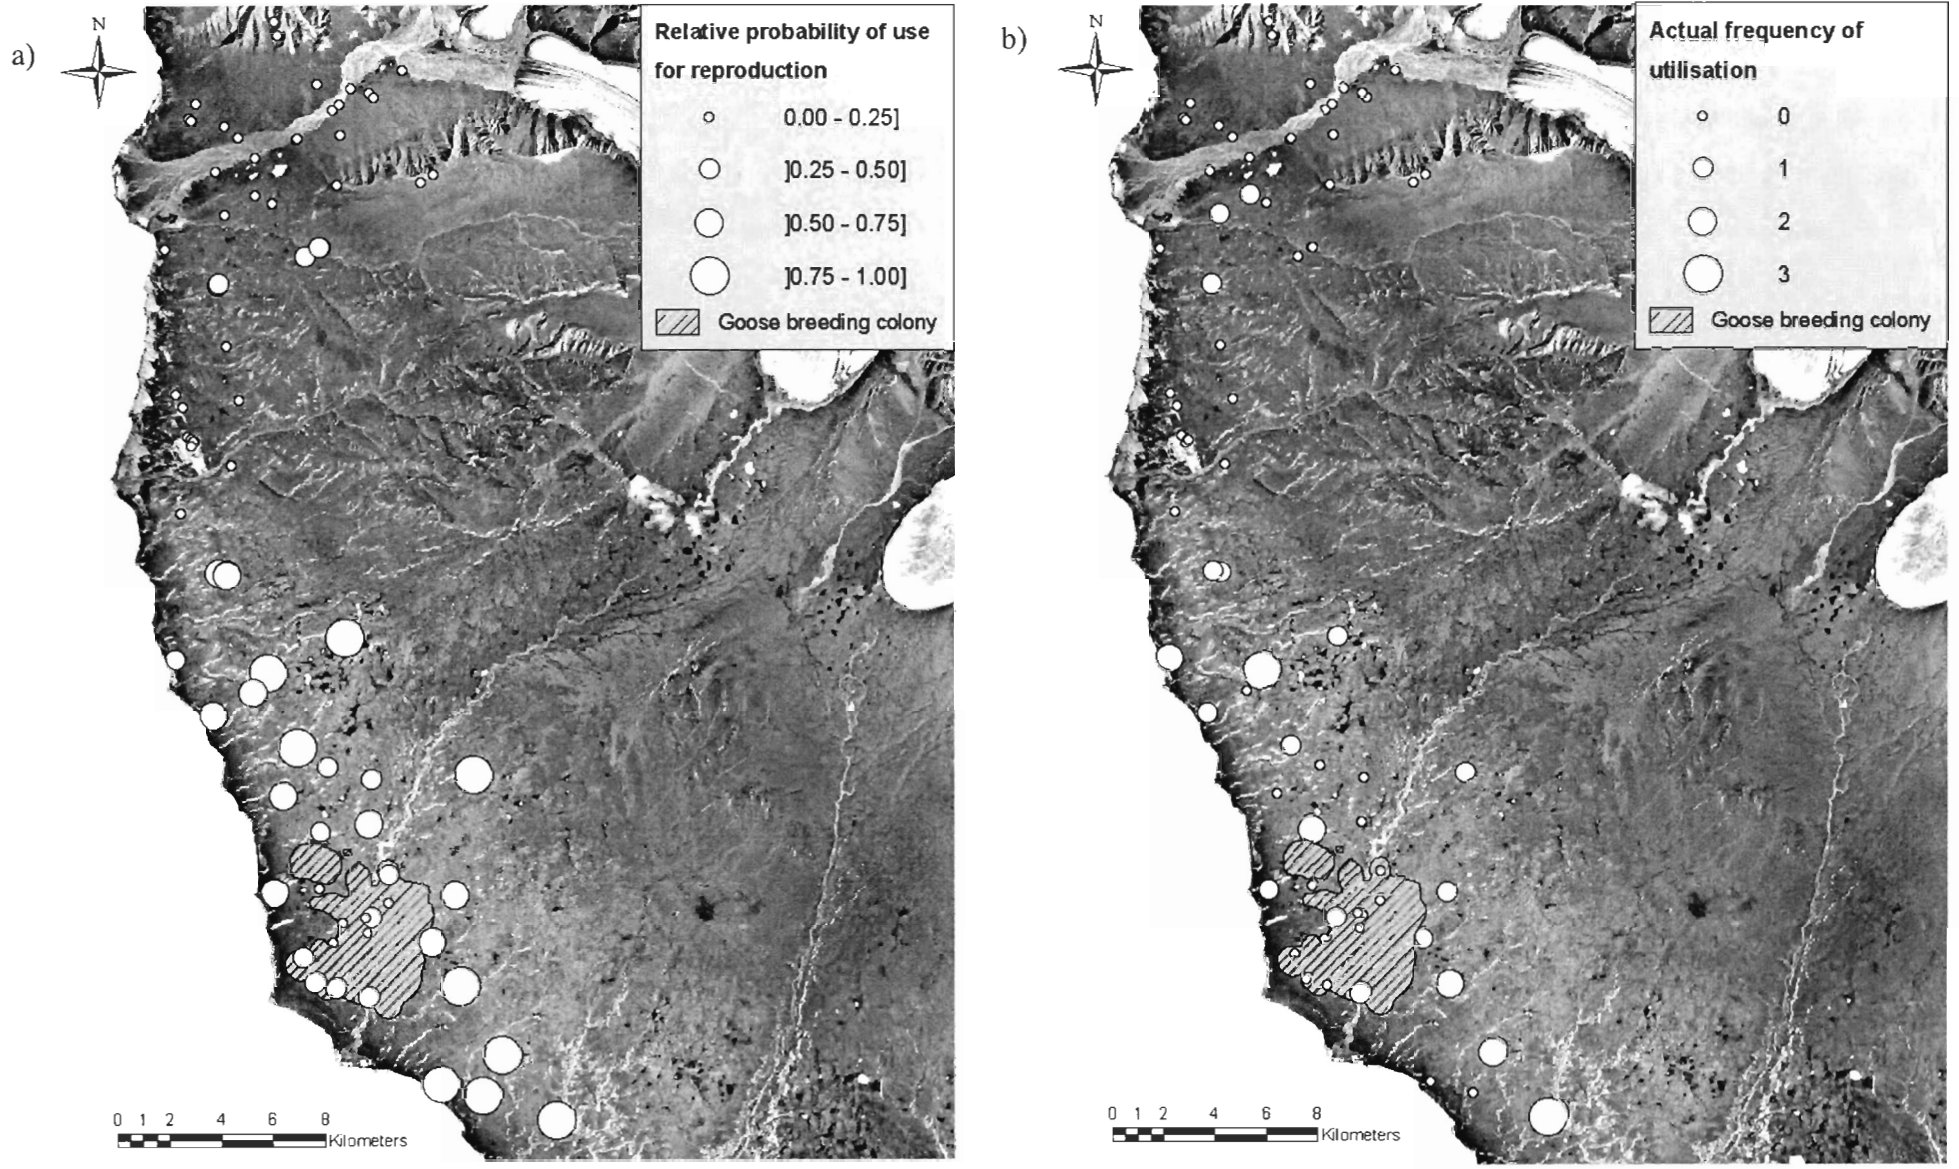 a)
N
Relative probability of use
for reproduction
0.00 - 0.25]
]0.25 - 0.50]
]0.50 - 0.75]
]0.75 - 1.00]
Goose breeding colony
0 1 2 4 6 8
Kilometers
b)
N
Actual frequency of
utilisation
0
1
2
3
Goose breeding colony
0 1 2 4 6 8
Kilometers